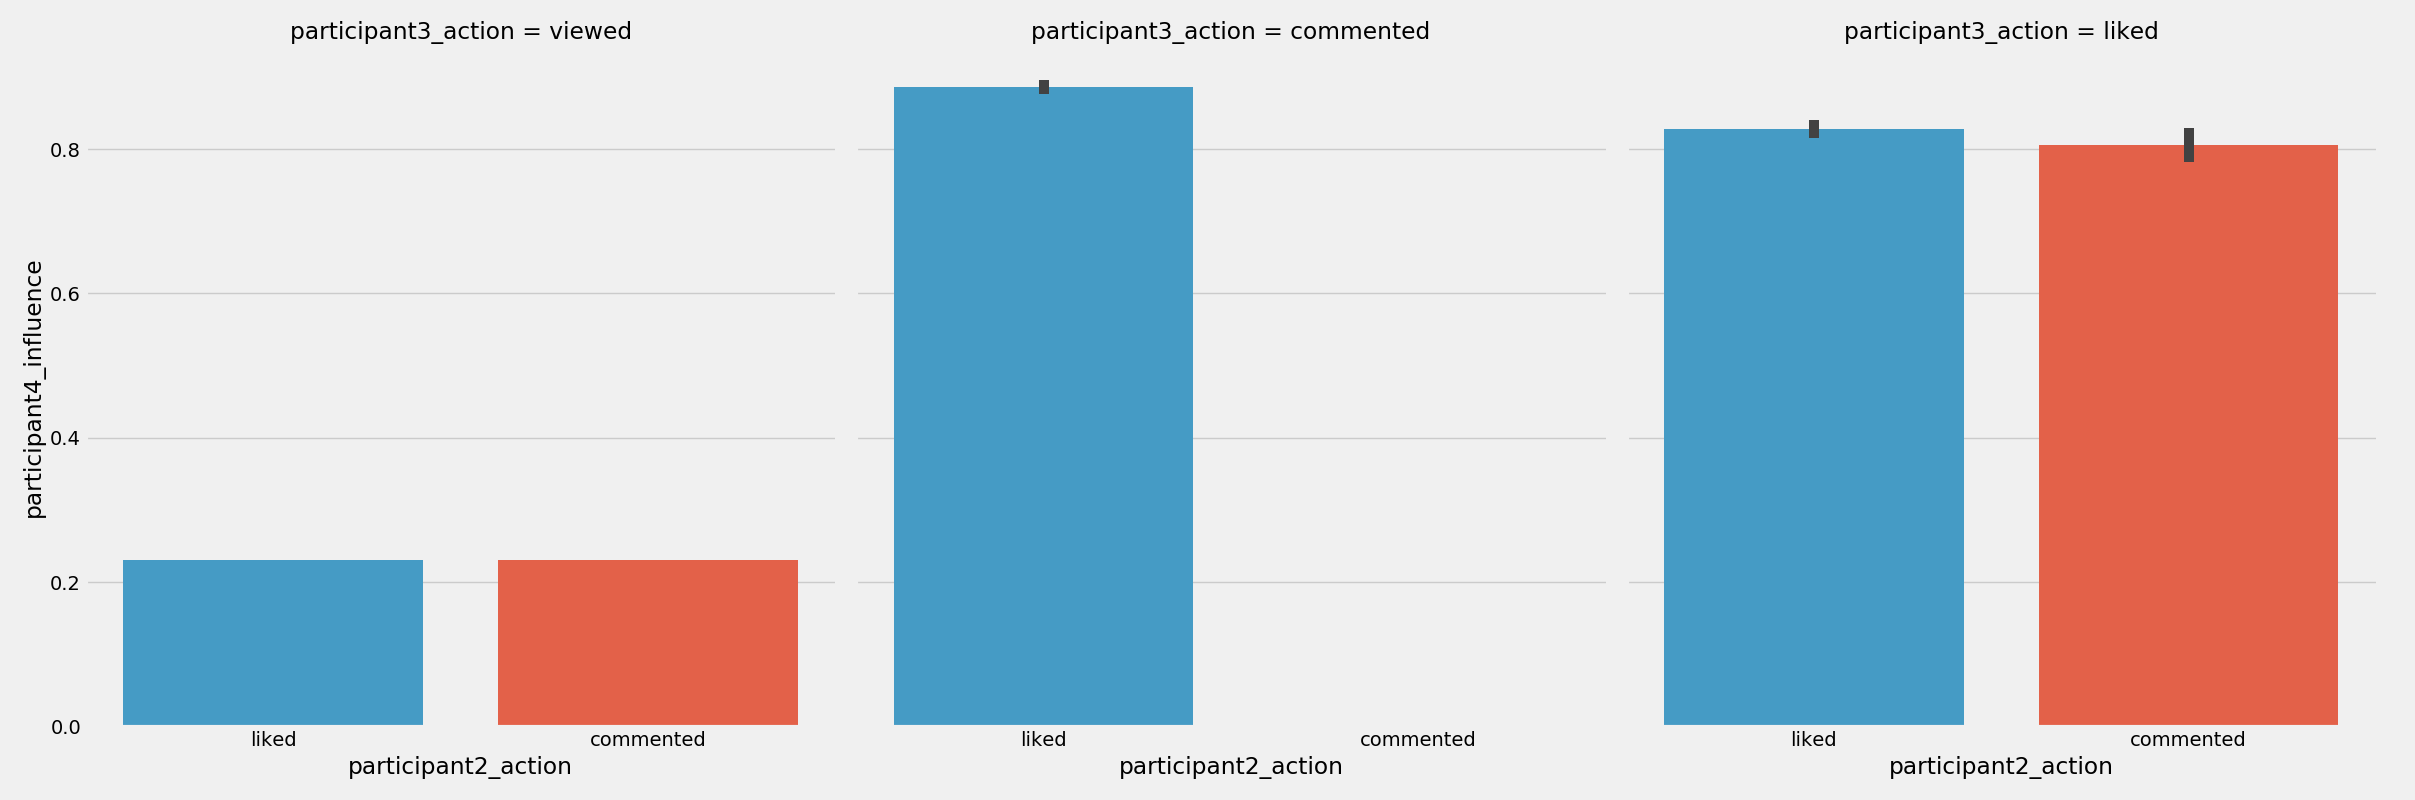 participant3_action = viewed
participant3_action = commented
participant3_action = liked
participant4_influence
0.8
0.6
0.4
0.2
0.0
liked
commented
liked
commented
liked
commented
participant2_action
participant2_action
participant2_action